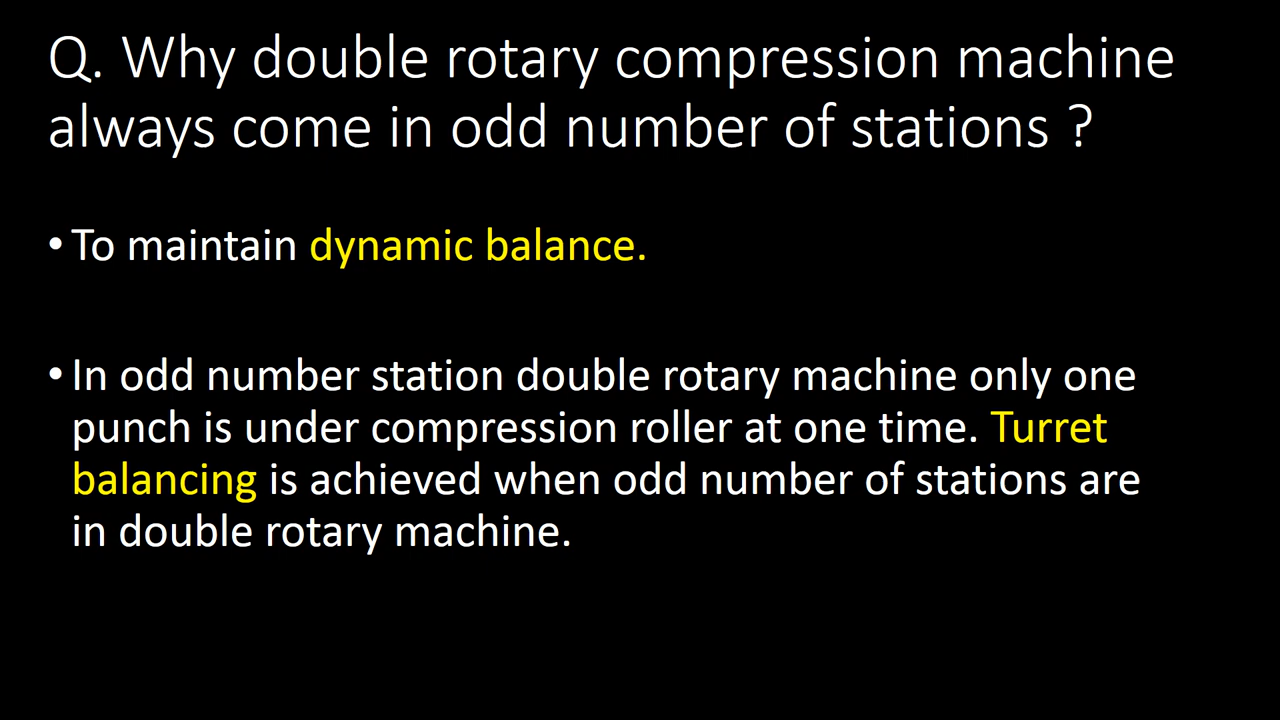 Q. Why double rotary compression machine
always come in odd number of stations ?
• To maintain dynamic balance.
• In odd number station double rotary machine only one
punch is under compression roller at one time. Turret
balancing is achieved when odd number of stations are
in double rotary machine.